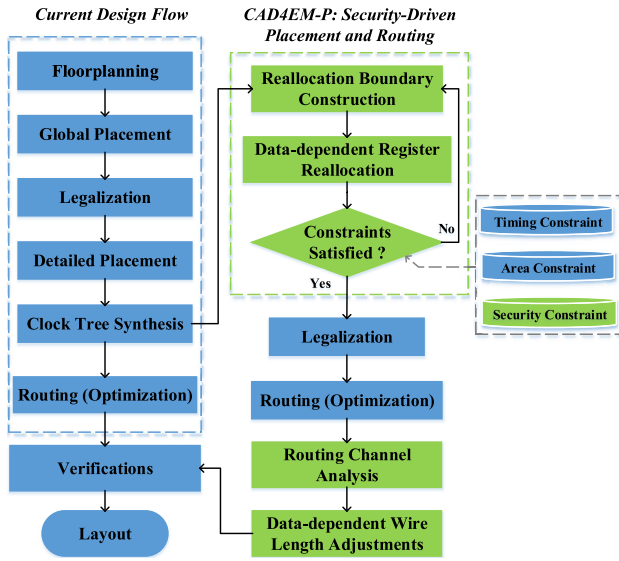 Current Design Flow
CAD4EM-P: Security-Driven
Placement and Routing
Floorplanning
Global Placement
Legalization
Detailed Placement
Clock Tree Synthesis
Routing (Optimization)
Verifications
Layout
Reallocation Boundary
Construction
Data-dependent Register
Reallocation
Constraints
Satisfied ?
No
Yes
Legalization
Routing (Optimization)
Routing Channel
Analysis
Data-dependent Wire
Length Adjustments
Timing Constraint
Area Constraint
Security Constraint